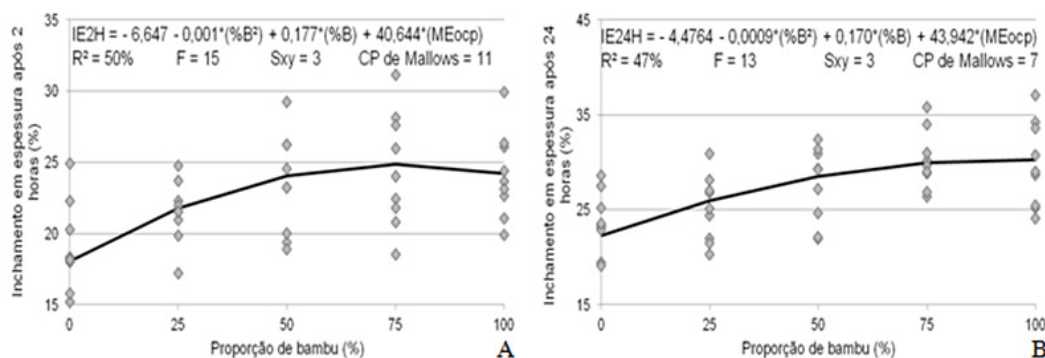 IE2H = - 6,647 -0,001*(%B²) + 0,177*(%B) + 40,644*(MEocp)
R² = 50% F = 15 Sxy = 3 CP de Mallows = 11
Inchamento em espessura após 2 horas (%)
35
30
25
20
15
0 25 50 75 100
Proporção de bambu (%)
A
IE24H = - 4,4764 -0,0009*(%B²) + 0,170*(%B) + 43,942*(MEocp)
R² = 47% F = 13 Sxy = 3 CP de Mallows = 7
Inchamento em espessura após 24 horas (%)
45
35
25
15
0 25 50 75 100
Proporção de bambu (%)
B